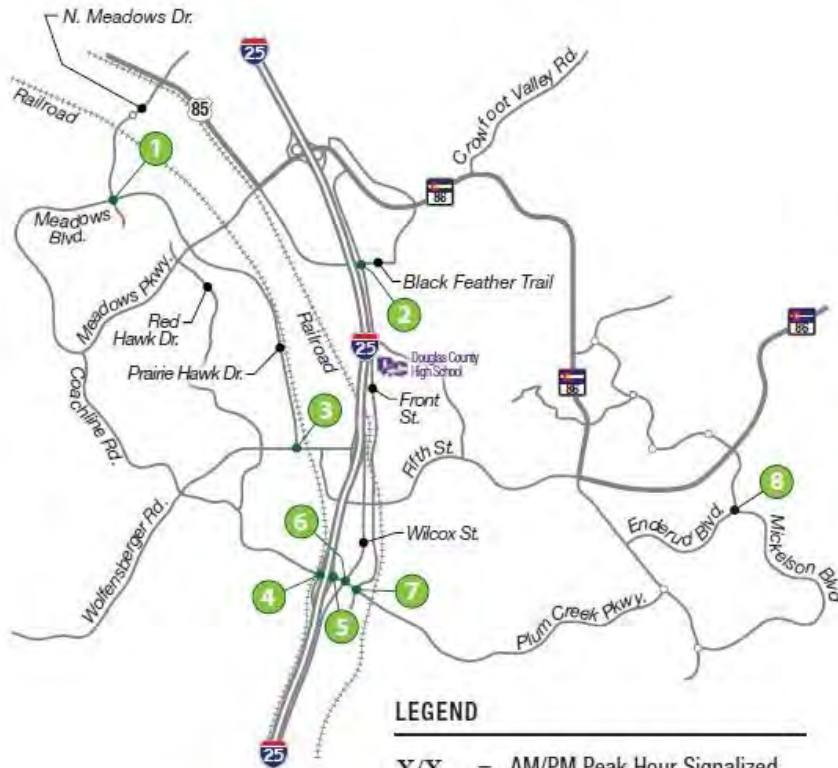 N. Meadows Dr.
25
Railroad
85
Crowfoot Valley Rd.
1
86
Meadows
Blvd.
Black Feather Trail
Meadows Pkwy.
2
Red
Hawk Dr.
Railroad
86
25
DC
Douglas County
High School
Prairie Hawk Dr.
86
Front
St.
Coachline Rd.
3
Fifth St.
8
Wolfensberger Rd.
6
Wilcox St.
Enderud Blvd.
Mickelson Blvd
4
7
5
Plum Creek Pkwy.
LEGEND
25
X/X = AM/PM Peak Hour Signalized